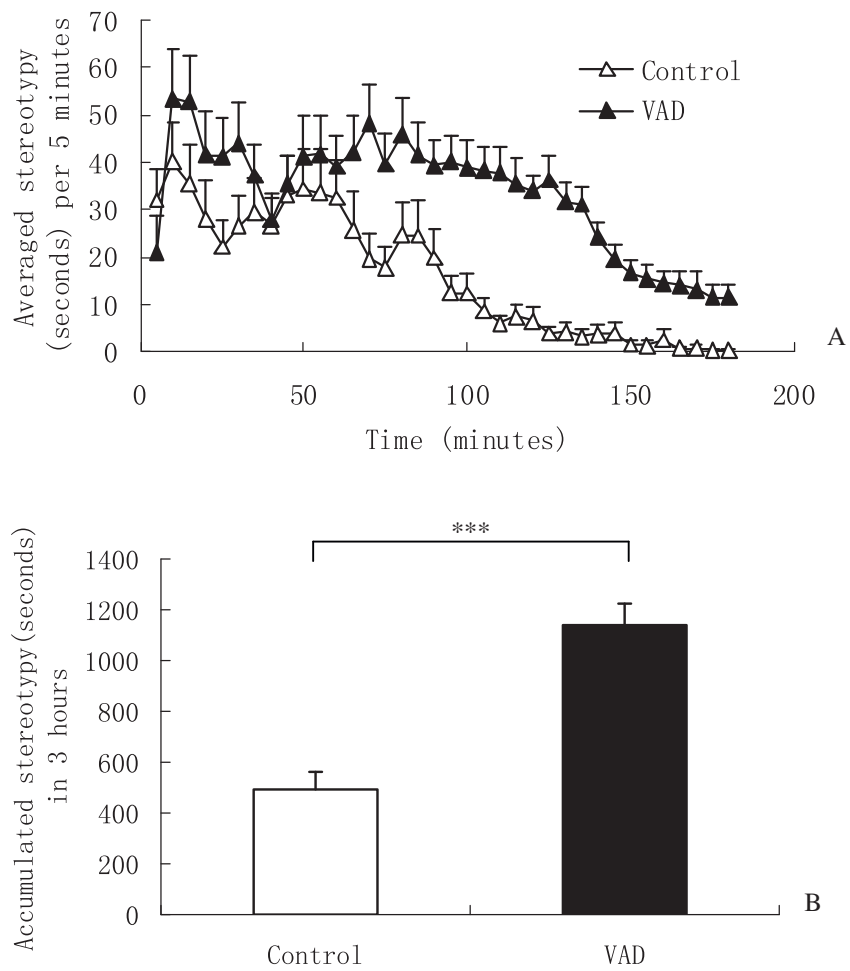 Averaged stereotypy
(seconds) per 5 minutes
70
60
50
40
30
20
10
0
Control
VAD
A
0 50 100 150 200
Time (minutes)
***
Accumulated stereotypy(seconds)
in 3 hours
1400
1200
1000
800
600
400
200
0
B
Control VAD